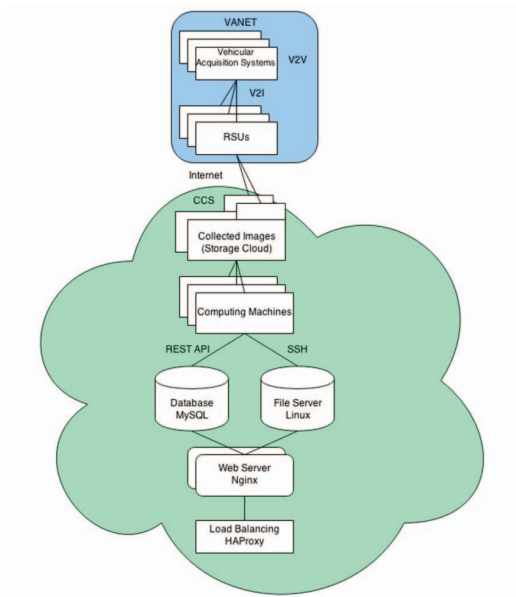 VANET
Vehicular
Acquisition Systems
V2V
V2I
RSUs
Internet
CCS
Collected Images
(Storage Cloud)
Computing Machines
REST API
SSH
Database
MySQL
File Server
Linux
Web Server
Nginx
Load Balancing
HAProxy